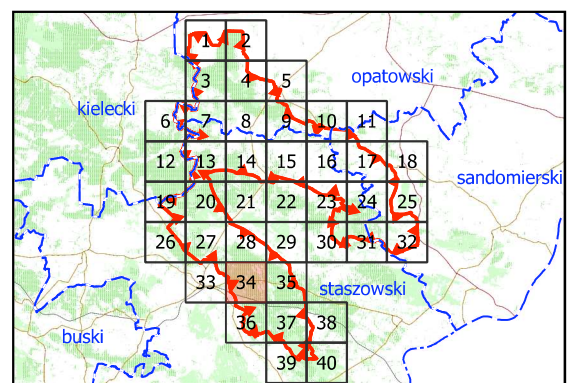 1 2
3 4 5 opatowski
kielecki 6 7 8 9 10 11
12 13 14 15 16 17 18
sandomierski
19 20 21 22 23 24 25
26 27 28 29 30 31 32
33 34 35 staszowski
buski 36 37 38
39 40